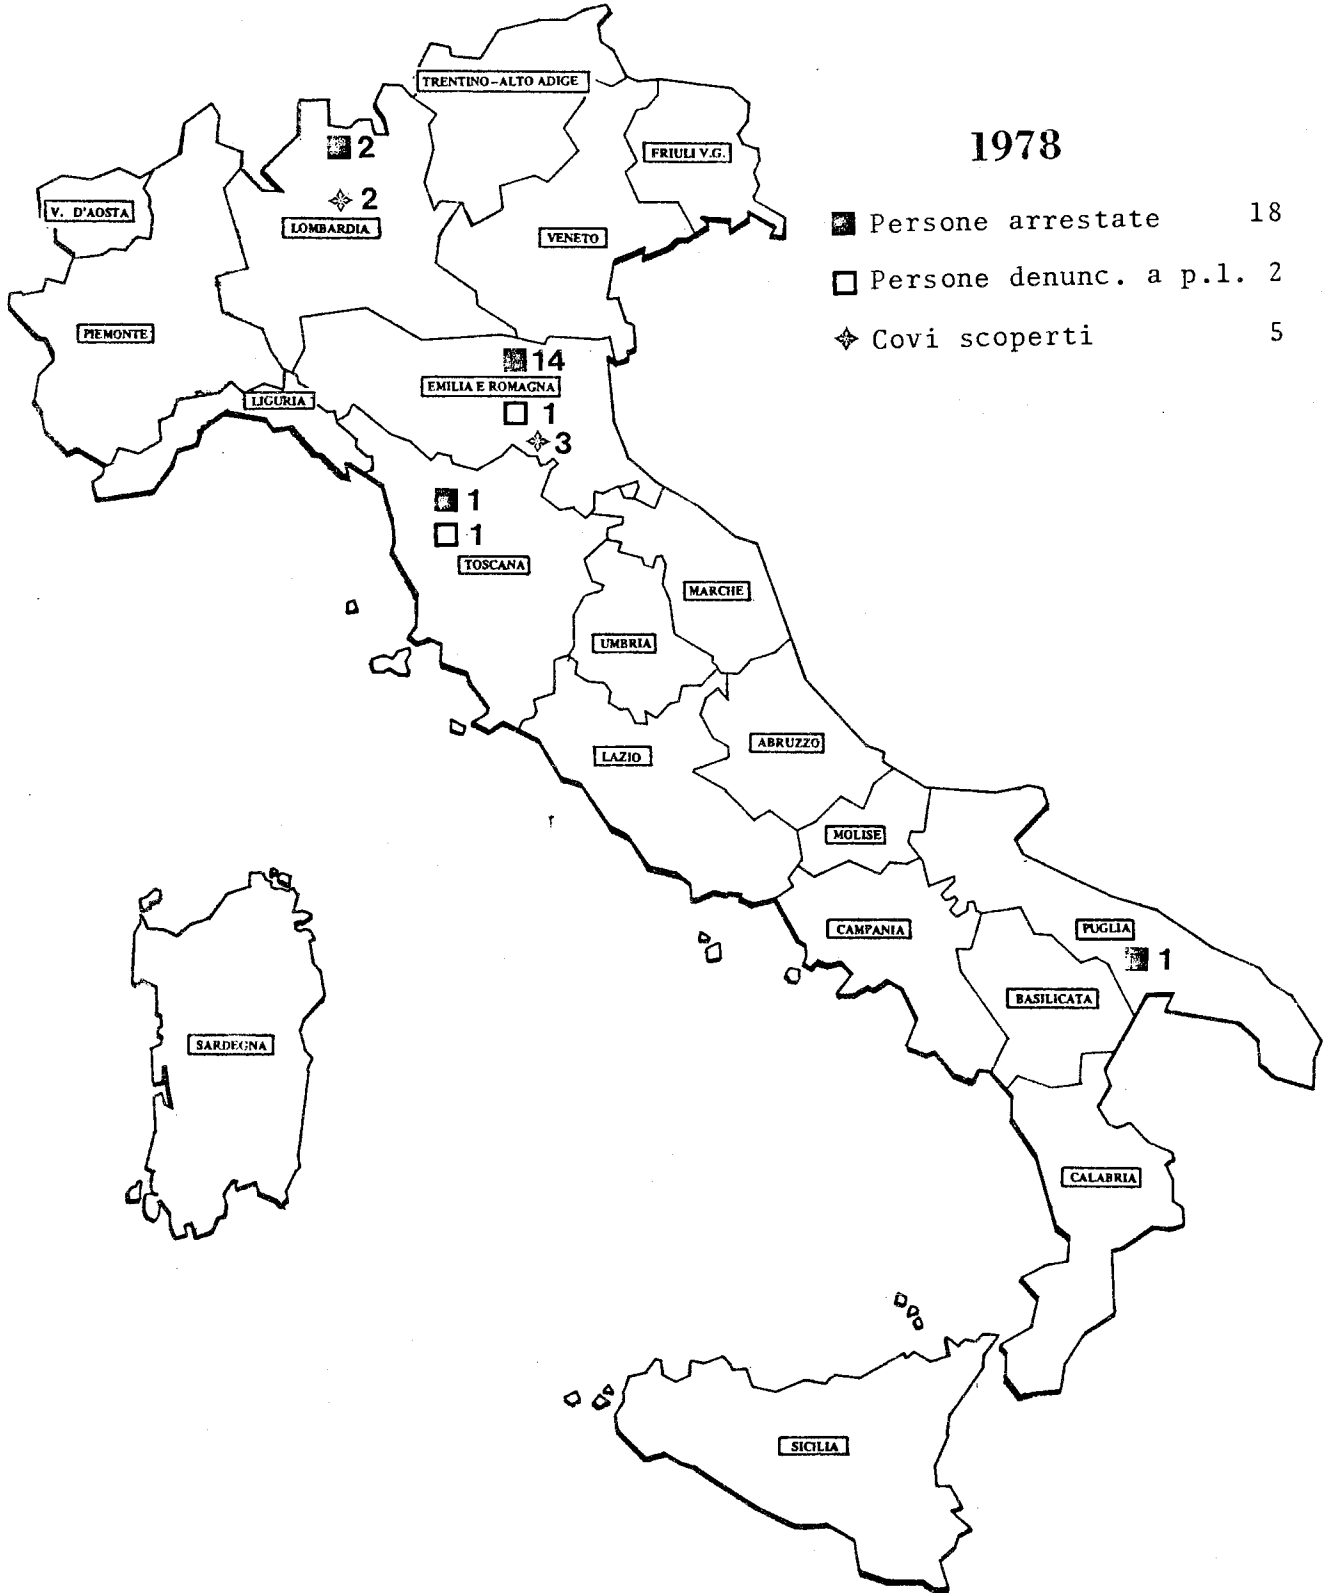 TRENTINO-ALTO ADIGE
1978
2
FRIULI V.G.
2
V. D'AOSTA
LOMBARDIA
VENETO
Persone arrestate 18
Persone denunc. a p.l. 2
Covi scoperti 5
PIEMONTE
14
EMILIA E ROMAGNA
LIGURIA
1
3
1
1
TOSCANA
MARCHE
UMBRIA
ABRUZZO
LAZIO
MOLISE
CAMPANIA
PUGLIA
1
BASILICATA
SARDEGNA
CALABRIA
SICILIA